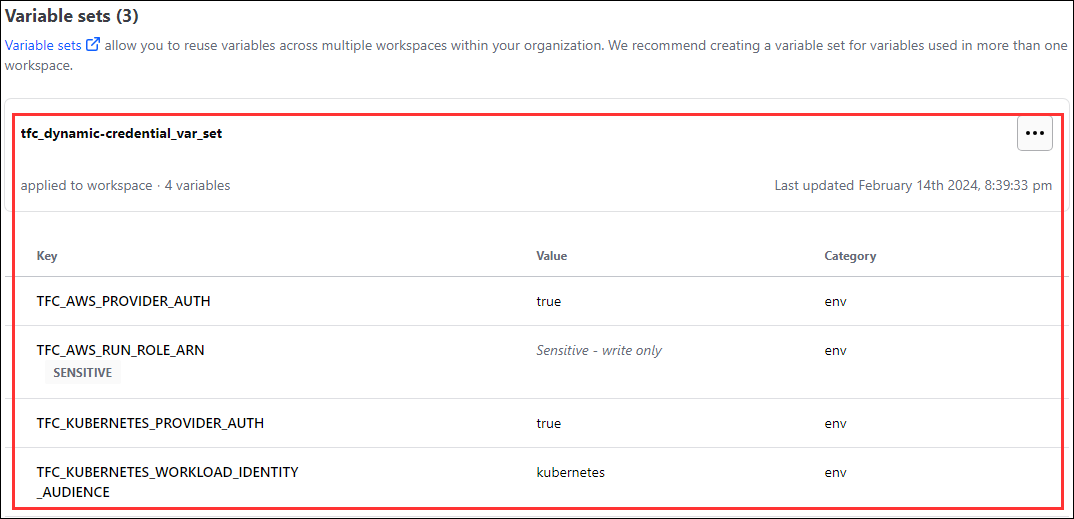 Variable sets (3)
Variable sets allow you to reuse variables across multiple workspaces within your organization. We recommend creating a variable set for variables used in more than one
workspace.
tfc_dynamic-credential_var_set
applied to workspace · 4 variables Last updated February 14th 2024, 8:39:33 pm
Key Value Category
TFC_AWS_PROVIDER_AUTH true env
TFC_AWS_RUN_ROLE_ARN Sensitive - write only env
SENSITIVE
TFC_KUBERNETES_PROVIDER_AUTH true env
TFC_KUBERNETES_WORKLOAD_IDENTITY kubernetes env
_AUDIENCE